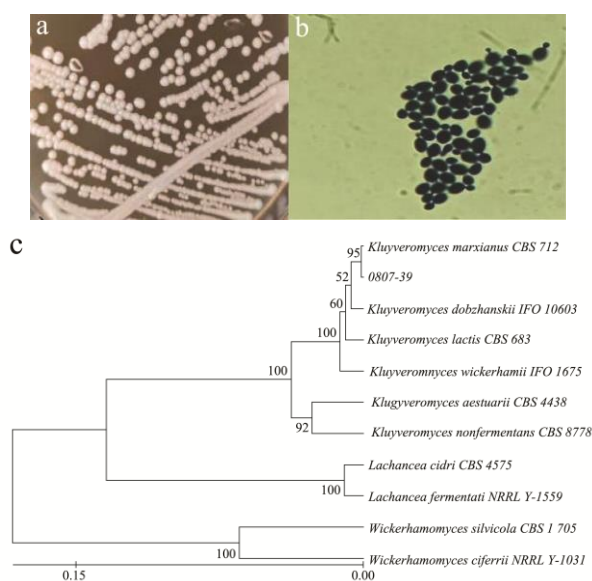 a
b
c
95
Kluyveromyces marxianus CBS 712
0807-39
52
Kluyveromyces dobzhanskii IFO 10603
60
Kluyveromyces lactis CBS 683
100
Kluyveromnyces wickerhamii IFO 1675
100
Klugyveromyces aestuarii CBS 4438
92
Kluyveromyces nonfermentans CBS 8778
Lachancea cidri CBS 4575
100
Lachancea fermentati NRRL Y-1559
Wickerhamomyces silvicola CBS 1 705
100
Wickerhamomyces ciferrii NRRL Y-1031
0.15
0.00